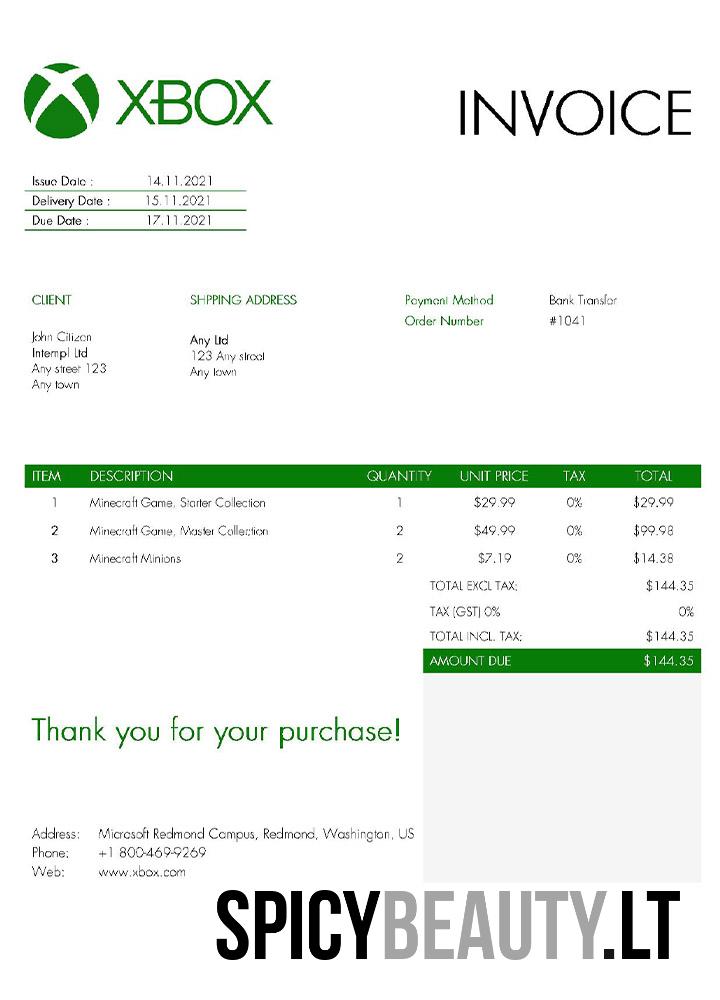 XBOX
INVOICE
Issue Date : 14.11.2021
Delivery Date : 15.11.2021
Due Date : 17.11.2021
CLIENT
John Citizen
Intempl Ltd
Any street 123
Any town
SHPPING ADDRESS
Any Ltd
123 Any street
Any town
Payment Method Bank Transfer
Order Number #1041
ITEM DESCRIPTION QUANTITY UNIT PRICE TAX TOTAL
1 Minecraft Game, Starter Collection 1 $29.99 0% $29.99
2 Minecraft Game, Master Collection 2 $49.99 0% $99.98
3 Minecraft Minions 2 $7.19 0% $14.38
TOTAL EXCL TAX: $144.35
TAX (GST) 0% 0%
TOTAL INCL. TAX: $144.35
AMOUNT DUE $144.35
Thank you for your purchase!
Address: Microsoft Redmond Campus, Redmond, Washington, US
Phone: +1 800-469-9269
Web: www.xbox.com
SPICYBEAUTY.LT